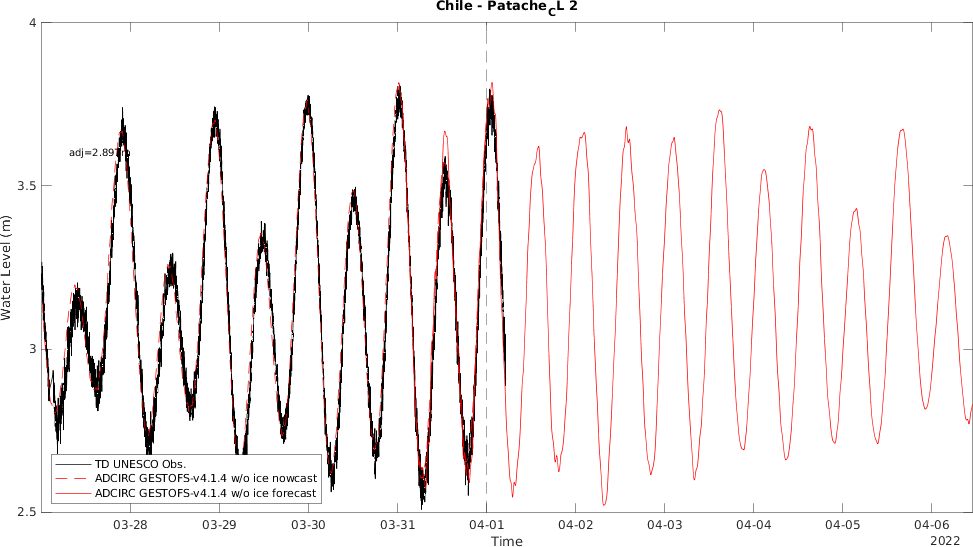 Chile - Patache_CL 2
4
3.5
3
2.5
Water Level (m)
adj=2.897m
TD UNESCO Obs.
ADCIRC GESTOFS-v4.1.4 w/o ice nowcast
ADCIRC GESTOFS-v4.1.4 w/o ice forecast
03-28 03-29 03-30 03-31 04-01 04-02 04-03 04-04 04-05 04-06
Time
2022